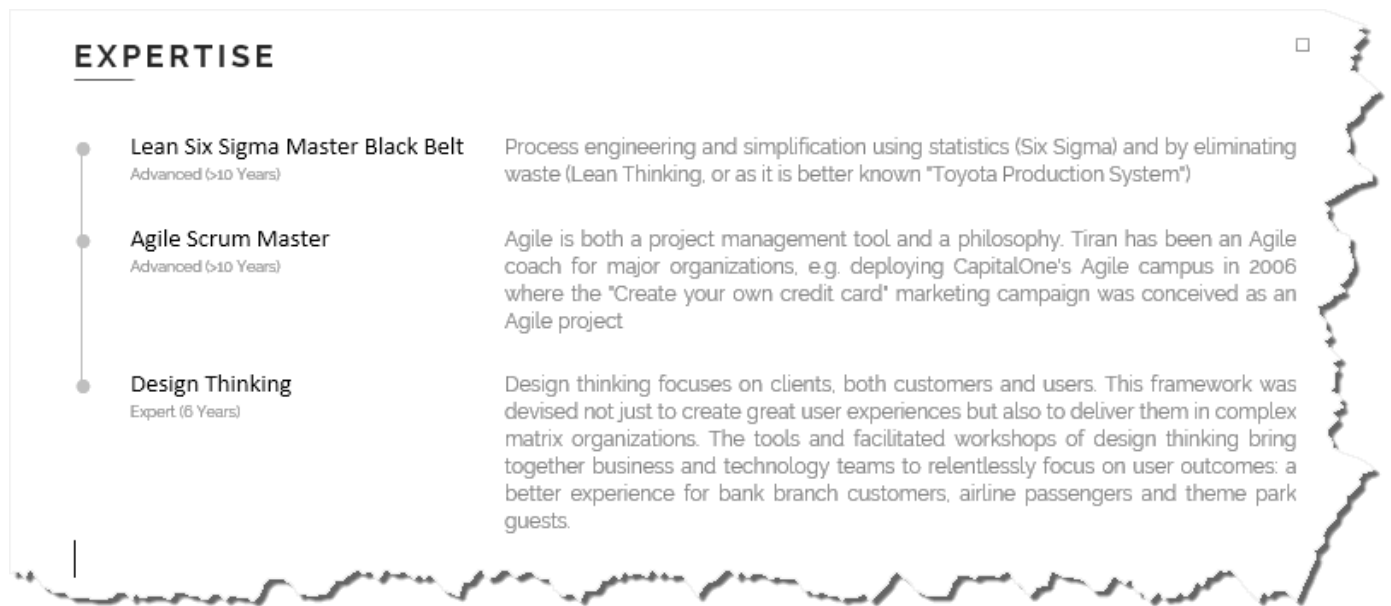 EXPERTISE
Lean Six Sigma Master Black Belt
Advanced (>10 Years)
Process engineering and simplification using statistics (Six Sigma) and by eliminating
waste (Lean Thinking, or as it is better known "Toyota Production System")
Agile Scrum Master
Advanced (>10 Years)
Agile is both a project management tool and a philosophy. Tiran has been an Agile
coach for major organizations, e.g. deploying CapitalOne's Agile campus in 2006
where the "Create your own credit card" marketing campaign was conceived as an
Agile project
Design Thinking
Expert (6 Years)
Design thinking focuses on clients, both customers and users. This framework was
devised not just to create great user experiences but also to deliver them in complex
matrix organizations. The tools and facilitated workshops of design thinking bring
together business and technology teams to relentlessly focus on user outcomes: a
better experience for bank branch customers, airline passengers and theme park
guests.